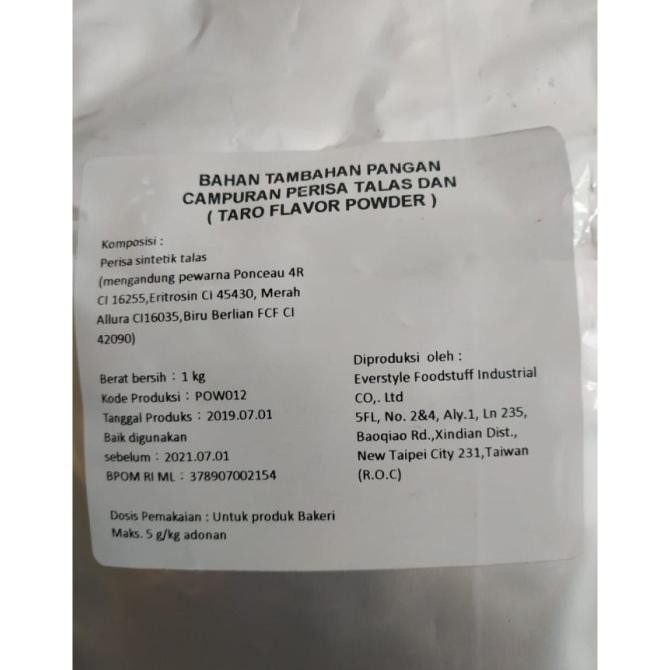 BAHAN TAMBAHAN PANGAN
CAMPURAN PERISA TALAS DAN
( TARO FLAVOR POWDER )
Komposisi :
Perisa sintetik talas
(mengandung pewarna Ponceau 4R
CI 16255,Eritrosin CI 45430, Merah
Allura CI16035,Biru Berlian FCF CI
42090)
Berat bersih : 1 kg
Kode Produksi : POW012
Tanggal Produks : 2019.07.01
Baik digunakan
sebelum : 2021.07.01
BPOM RI ML : 378907002154
Diproduksi oleh :
Everstyle Foodstuff Industrial
CO,. Ltd
5FL, No. 2&4, Aly.1, Ln 235,
Baoqiao Rd.,Xindian Dist.,
New Taipei City 231,Taiwan
(R.O.C)
Dosis Pemakaian : Untuk produk Bakeri
Maks. 5 g/kg adonan